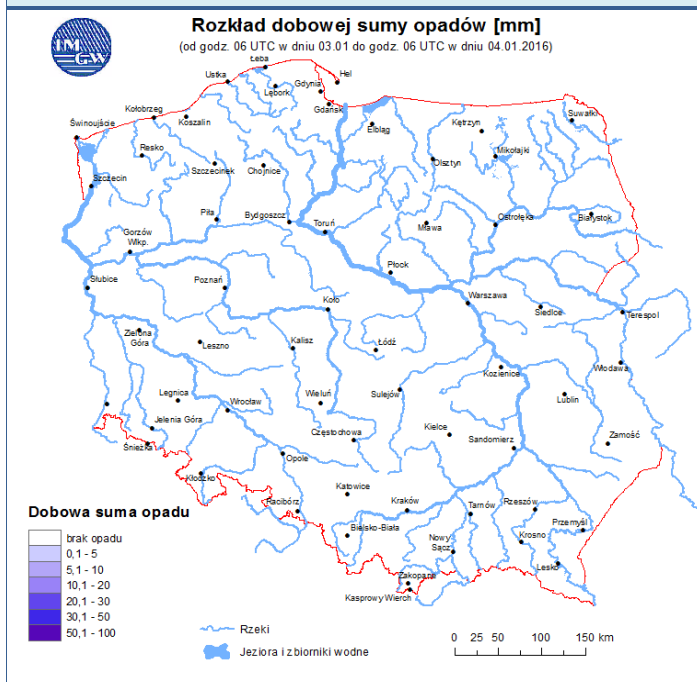 Rozkład dobowej sumy opadów [mm]
(od godz. 06 UTC w dniu 03.01 do godz. 06 UTC w dniu 04.01.2016)
IM
GW
Łeba
Ustka
Hel
Gdynia
Lębork
Gdańsk
Kołobrzeg
Koszalin
Świnoujście
Elbląg
Kętrzyn
Suwałki
Resko
Mikołajki
Olsztyn
Szczecinek
Chojnice
Szczecin
Piła
Bydgoszcz
Toruń
Mława
Ostrołęka
Białystok
Gorzów
Wlkp.
Płock
Słubice
Poznań
Koło
Warszawa
Siedlce
Terespol
Zielona
Góra
Leszno
Kalisz
Łódź
Kozienice
Włodawa
Legnica
Wrocław
Wieluń
Sulejów
Lublin
Jelenia Góra
Częstochowa
Kielce
Sandomierz
Zamość
Śnieżka
Opole
Kłodzko
Katowice
Racibórz
Kraków
Tarnów
Rzeszów
Przemyśl
Bielsko-Biała
Nowy
Sącz
Krosno
Lesko
Zakopane
Kasprowy Wierch
Dobowa suma opadu
brak opadu
0,1 - 5
5,1 - 10
10,1 - 20
20,1 - 30
30,1 - 50
50,1 - 100
Rzeki
Jeziora i zbiorniki wodne
0 25 50 100 150 km